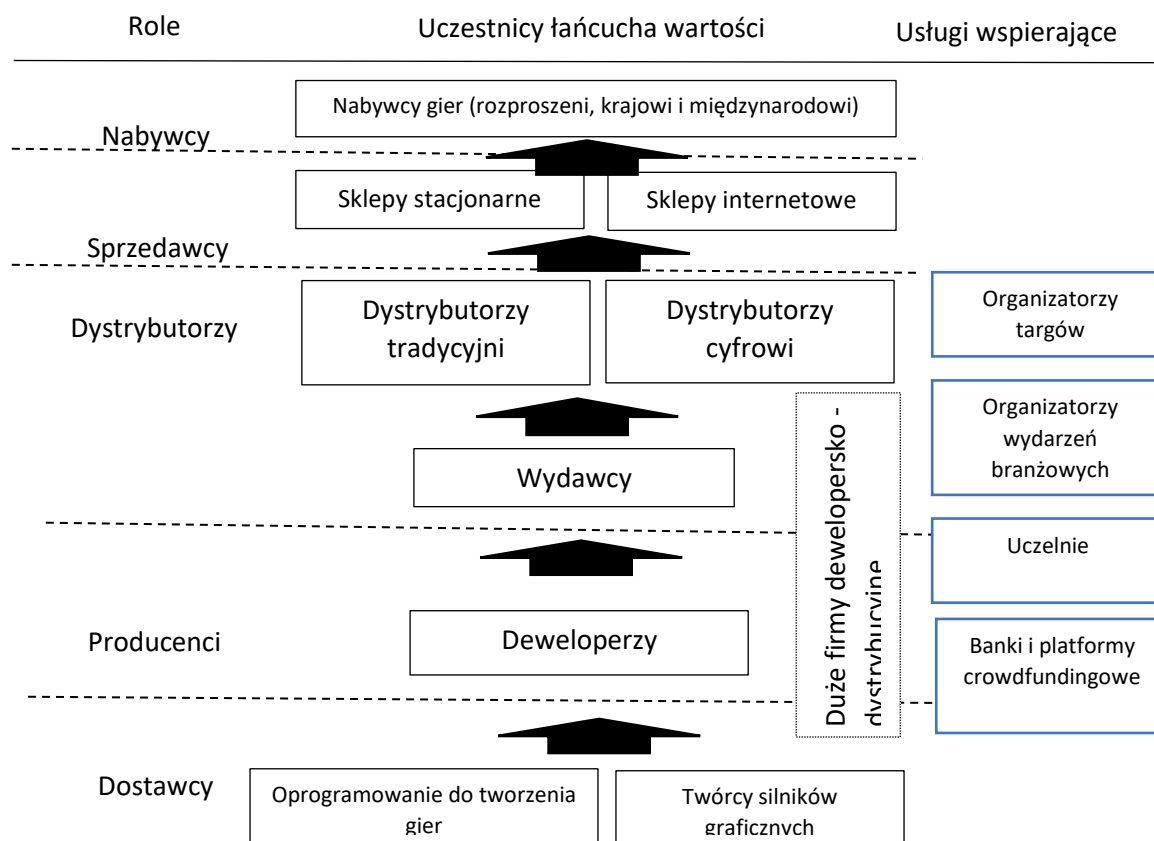 Role
Uczestnicy łańcucha wartości
Usługi wspierające
Nabywcy gier (rozproszeni, krajowi i międzynarodowi)
Nabywcy
Sklepy stacjonarne
Sklepy internetowe
Sprzedawcy
Dystrybutorzy
Dystrybutorzy
tradycyjni
Dystrybutorzy
cyfrowi
Organizatorzy
targów
Organizatorzy
wydarzeń
branżowych
Wydawcy
Duże firmy dewelopersko -
dystrybucyjne
Uczelnie
Producenci
Deweloperzy
Banki i platformy
crowdfundingowe
Dostawcy
Oprogramowanie do tworzenia
gier
Twórcy silników
graficznych